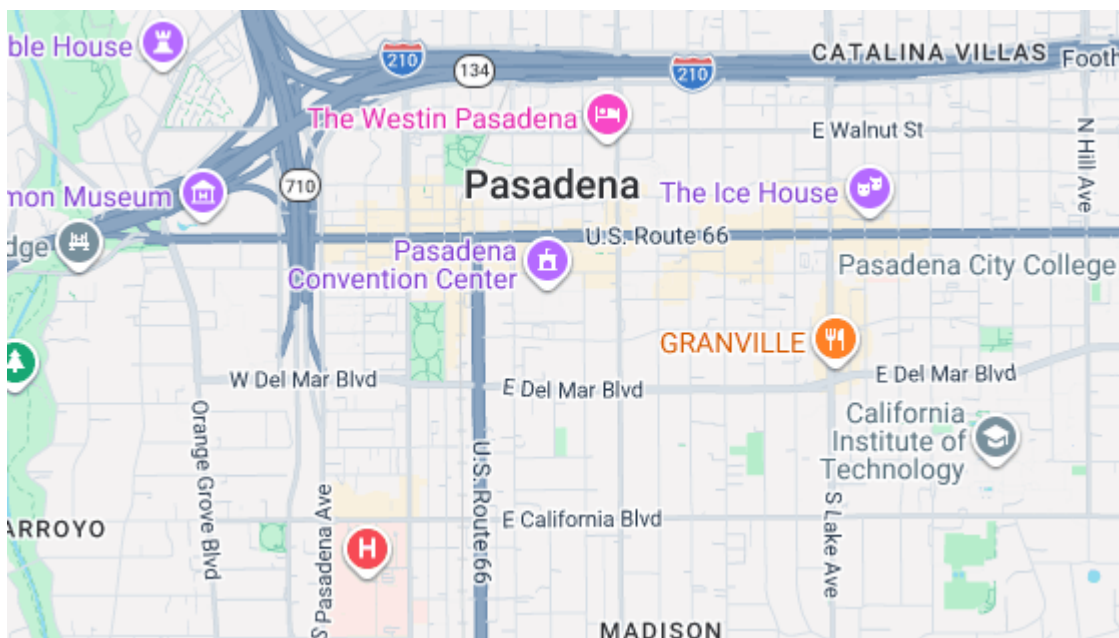 ble House
210
134
210
CATALINA VILLAS
Footh
The Westin Pasadena
E Walnut St
N Hill Ave
mon Museum
710
Pasadena
The Ice House
dge
U.S. Route 66
Pasadena
Convention Center
Pasadena City College
GRANVILLE
W Del Mar Blvd
E Del Mar Blvd
E Del Mar Blvd
Orange Grove Blvd
California
Institute of
Technology
U.S. Route 66
S Pasadena Ave
S Lake Ave
ARROYO
E California Blvd
H
MADISON